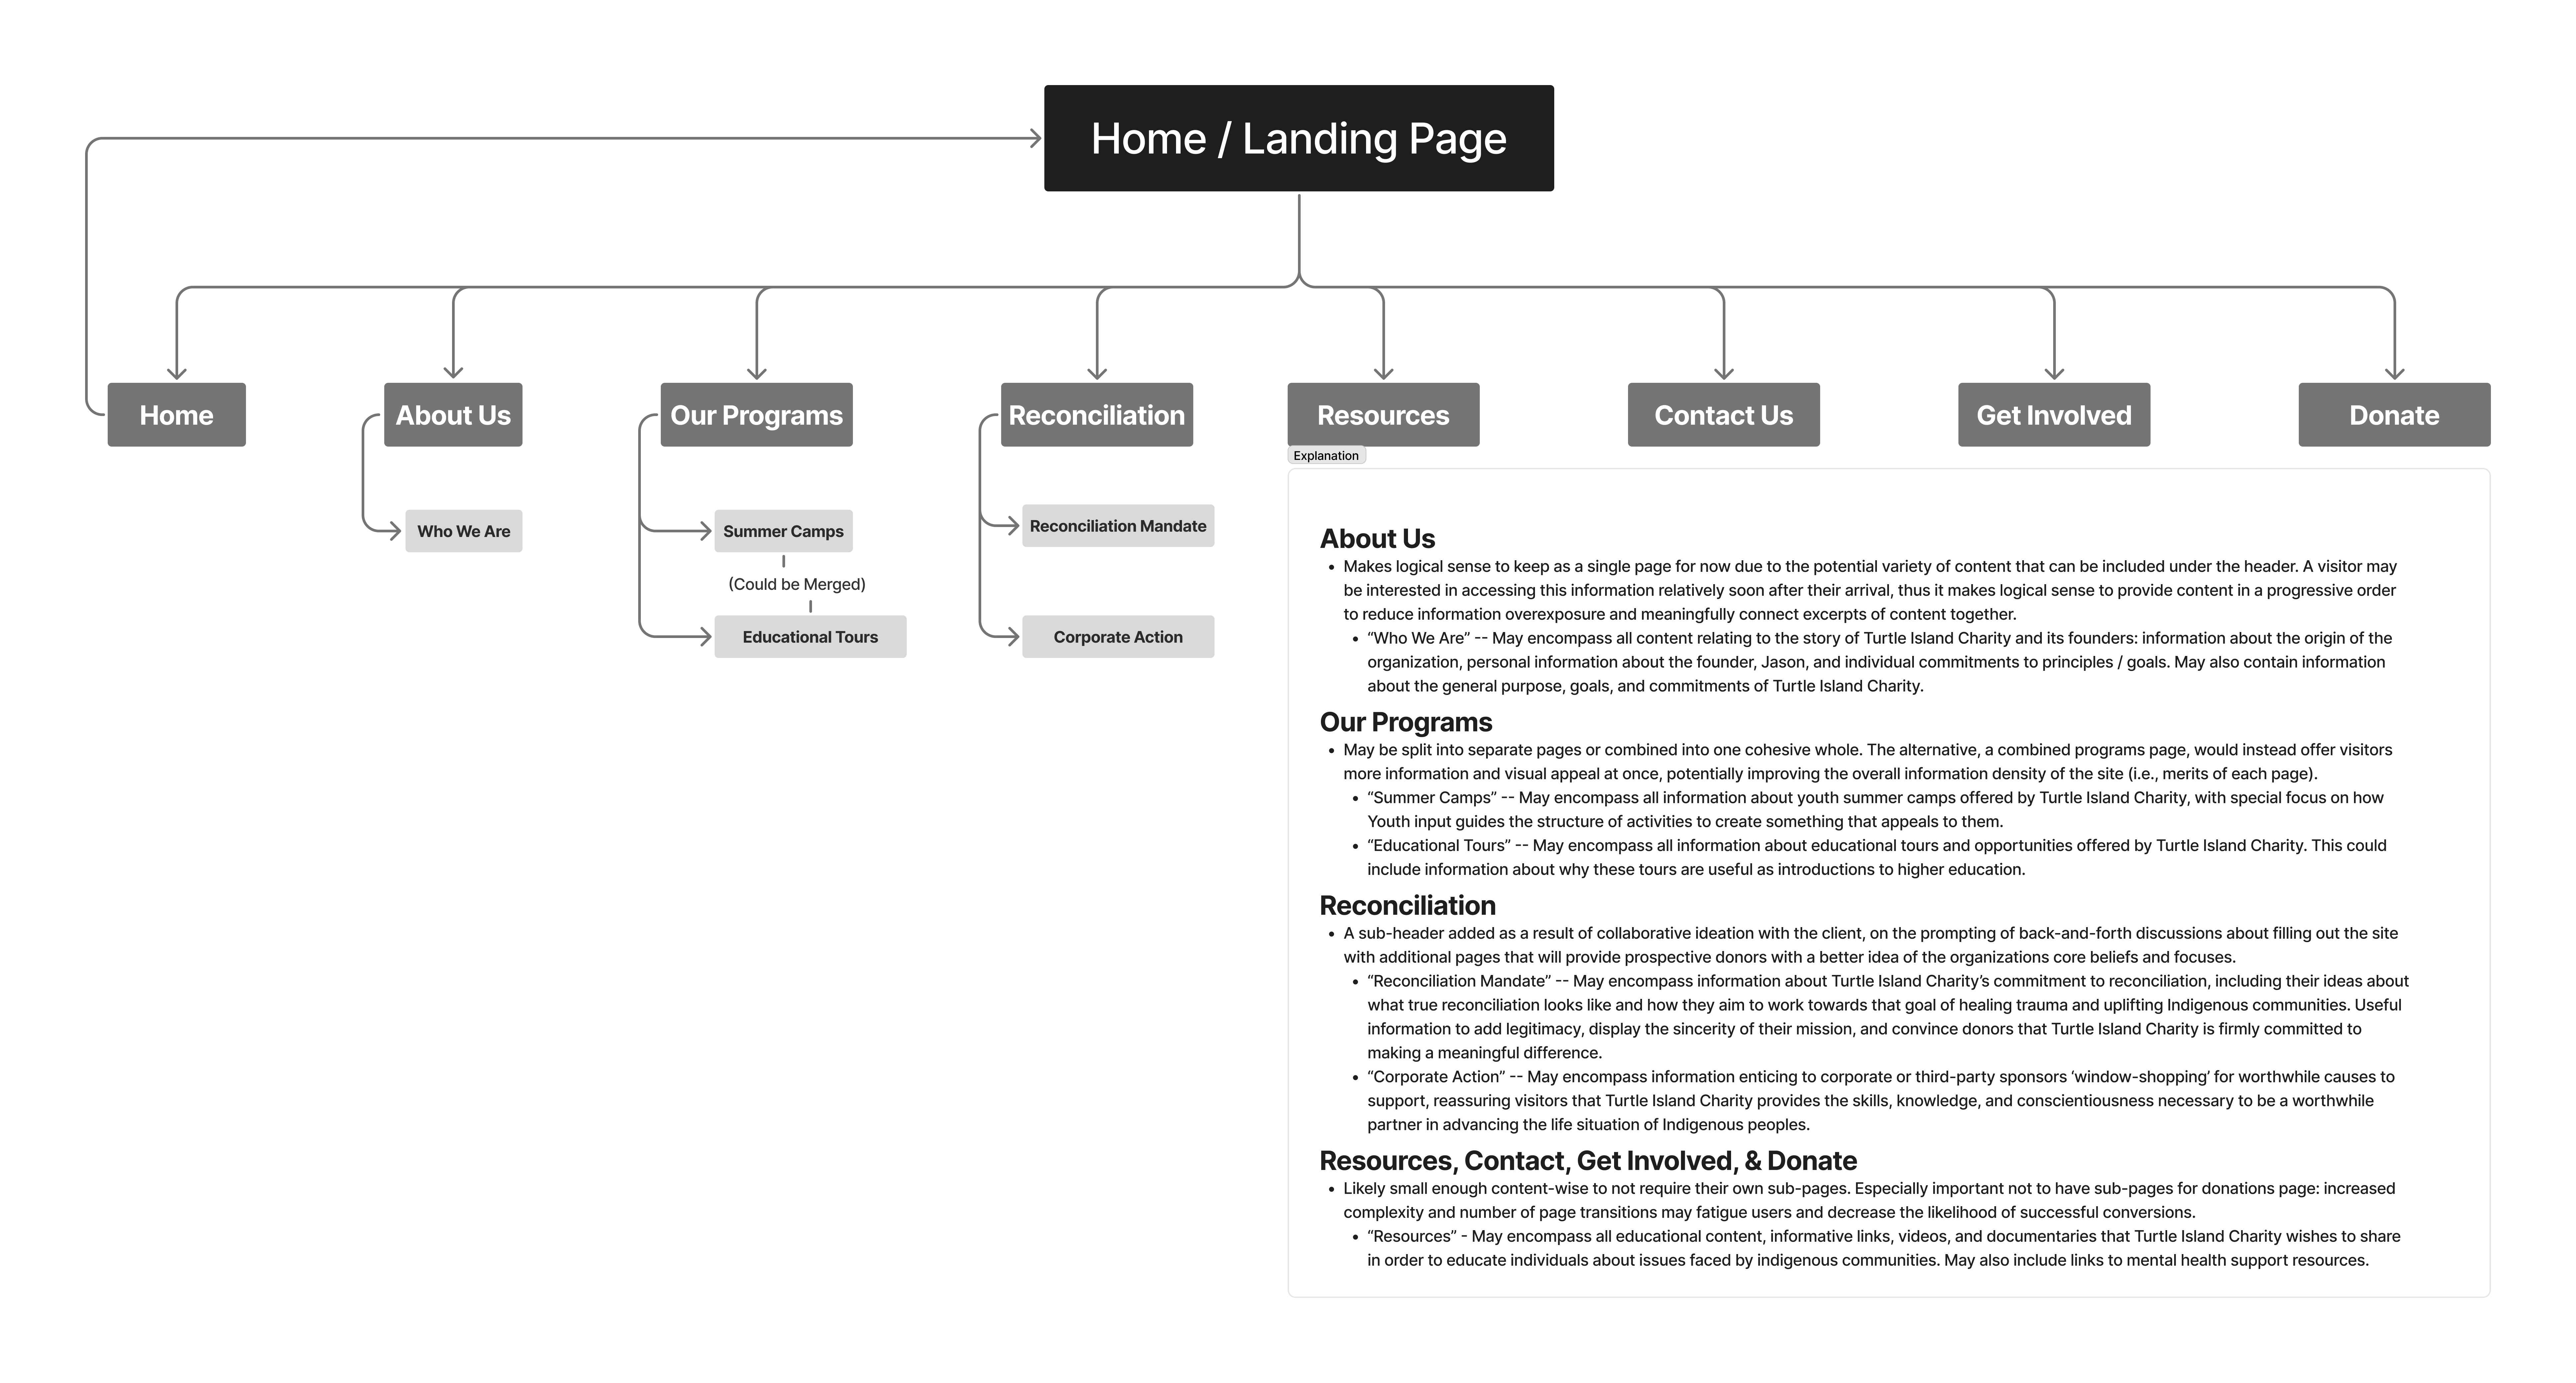 Home / Landing Page
Home
About Us
Our Programs
Reconciliation
Resources
Contact Us
Get Involved
Donate
Who We Are
Summer Camps
(Could be Merged)
Educational Tours
Reconciliation Mandate
Corporate Action
Explanation
About Us
• Makes logical sense to keep as a single page for now due to the potential variety of content that can be included under the header. A visitor may
be interested in accessing this information relatively soon after their arrival, thus it makes logical sense to provide content in a progressive order
to reduce information overexposure and meaningfully connect excerpts of content together.
• “Who We Are” -- May encompass all content relating to the story of Turtle Island Charity and its founders: information about the origin of the
organization, personal information about the founder, Jason, and individual commitments to principles / goals. May also contain information
about the general purpose, goals, and commitments of Turtle Island Charity.
Our Programs
• May be split into separate pages or combined into one cohesive whole. The alternative, a combined programs page, would instead offer visitors
more information and visual appeal at once, potentially improving the overall information density of the site (i.e., merits of each page).
• “Summer Camps” -- May encompass all information about youth summer camps offered by Turtle Island Charity, with special focus on how
Youth input guides the structure of activities to create something that appeals to them.
• “Educational Tours” -- May encompass all information about educational tours and opportunities offered by Turtle Island Charity. This could
include information about why these tours are useful as introductions to higher education.
Reconciliation
• A sub-header added as a result of collaborative ideation with the client, on the prompting of back-and-forth discussions about filling out the site
with additional pages that will provide prospective donors with a better idea of the organizations core beliefs and focuses.
• “Reconciliation Mandate” -- May encompass information about Turtle Island Charity’s commitment to reconciliation, including their ideas about
what true reconciliation looks like and how they aim to work towards that goal of healing trauma and uplifting Indigenous communities. Useful
information to add legitimacy, display the sincerity of their mission, and convince donors that Turtle Island Charity is firmly committed to
making a meaningful difference.
• “Corporate Action” -- May encompass information enticing to corporate or third-party sponsors ‘window-shopping’ for worthwhile causes to
support, reassuring visitors that Turtle Island Charity provides the skills, knowledge, and conscientiousness necessary to be a worthwhile
partner in advancing the life situation of Indigenous peoples.
Resources, Contact, Get Involved, & Donate
• Likely small enough content-wise to not require their own sub-pages. Especially important not to have sub-pages for donations page: increased
complexity and number of page transitions may fatigue users and decrease the likelihood of successful conversions.
• “Resources” - May encompass all educational content, informative links, videos, and documentaries that Turtle Island Charity wishes to share
in order to educate individuals about issues faced by indigenous communities. May also include links to mental health support resources.